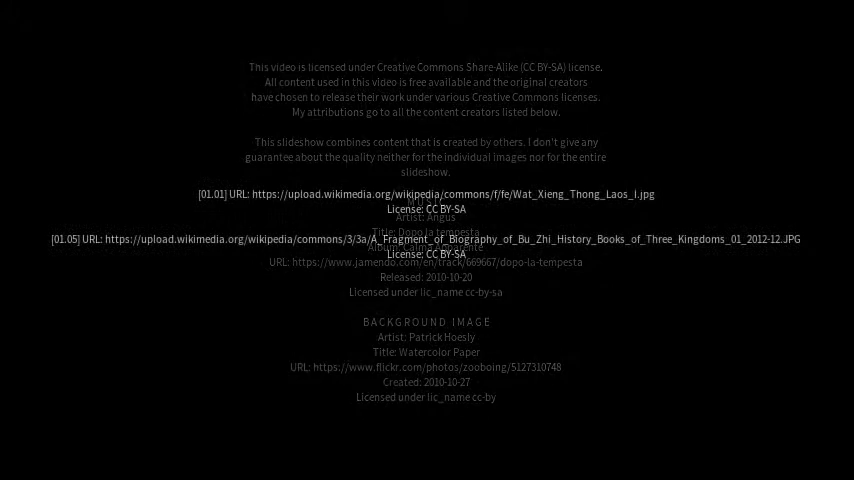 This video is licensed under Creative Commons Share-Alike (CC BY-SA) license.
All content used in this video is free available and the original creators
have chosen to release their work under various Creative Commons licenses.
My attributions go to all the content creators listed below.
This slideshow combines content that is created by others. I don't give any
guarantee about the quality neither for the individual images nor for the entire
slideshow.
[01.01] URL: https://upload.wikimedia.org/wikipedia/commons/f/fe/Wat_Xieng_Thong_Laos_I.jpg
MUSIC
License: CC BY-SA
Artist: Angus
Title: Dopo la tempesta
[01.05] URL: https://upload.wikimedia.org/wikipedia/commons/3/3a/A_Fragment_of_Biography_of_Bu_Zhi_History_Books_of_Three_Kingdoms_01_2012-12.JPG
Album: Calma Apparente
License: CC BY-SA
URL: https://www.jamendo.com/en/track/669667/dopo-la-tempesta
Released: 2010-10-20
Licensed under lic_name cc-by-sa
BACKGROUND IMAGE
Artist: Patrick Hoesly
Title: Watercolor Paper
URL: https://www.flickr.com/photos/zooboing/5127310748
Created: 2010-10-27
Licensed under lic_name cc-by